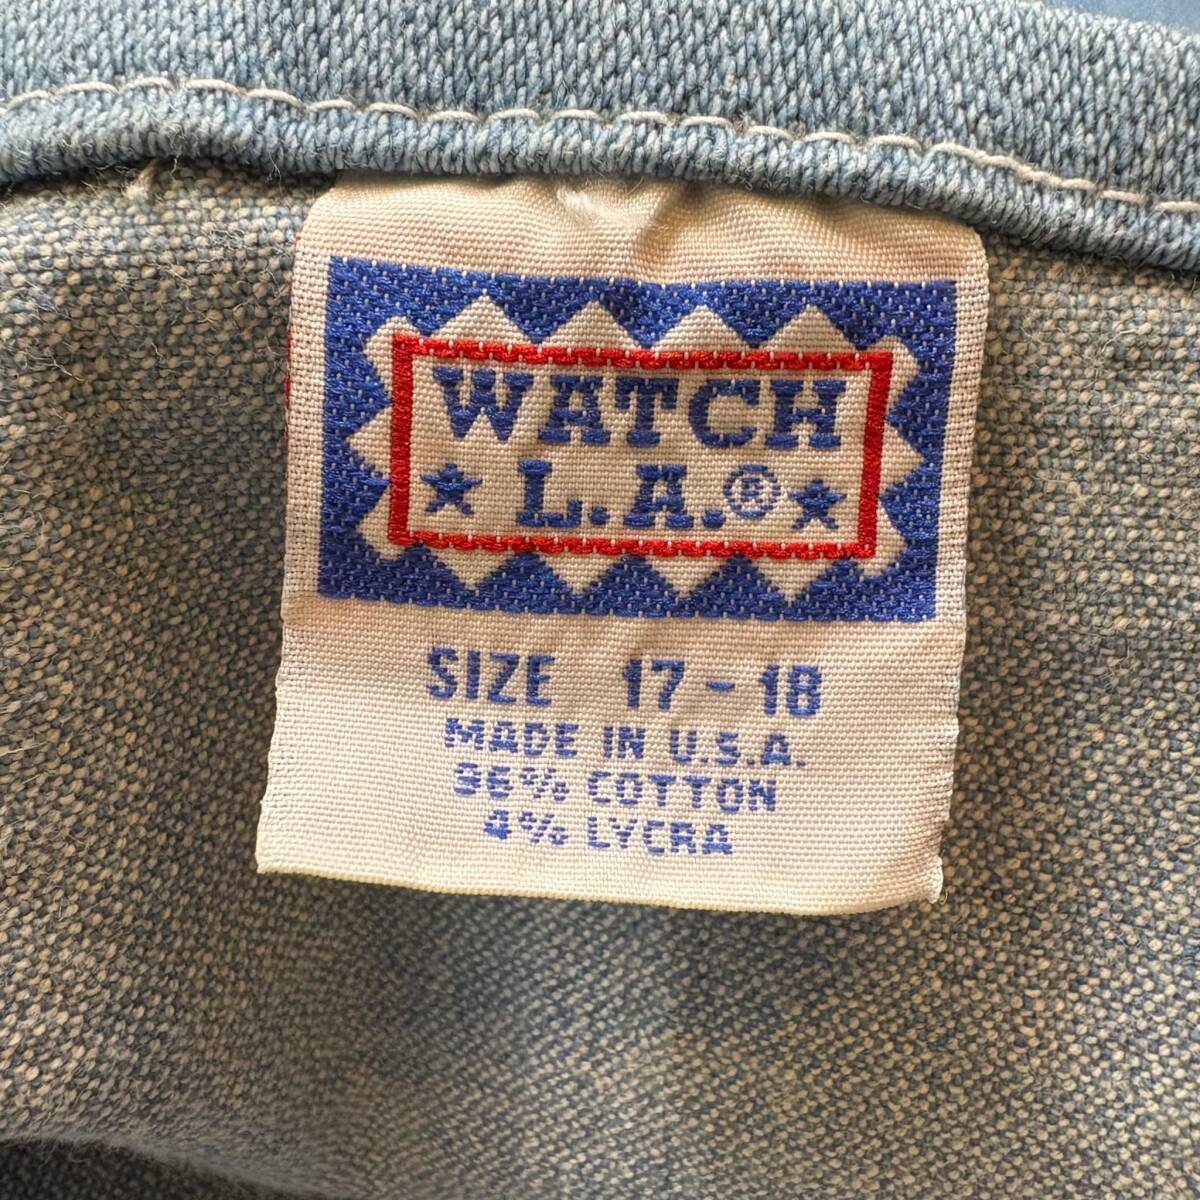 WATCH
★ L.A.® ★
SIZE 17-18
MADE IN U.S.A.
96% COTTON
4% LYCRA